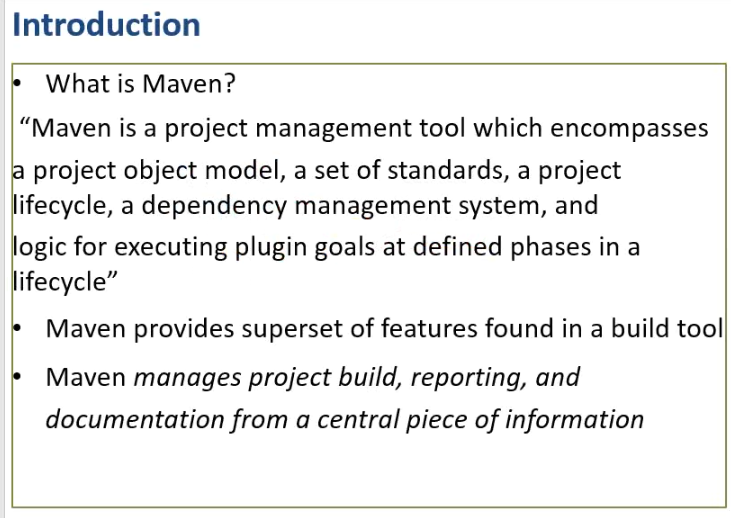 Introduction
• What is Maven?
“Maven is a project management tool which encompasses
a project object model, a set of standards, a project
lifecycle, a dependency management system, and
logic for executing plugin goals at defined phases in a
lifecycle”
• Maven provides superset of features found in a build tool
• Maven manages project build, reporting, and
documentation from a central piece of information